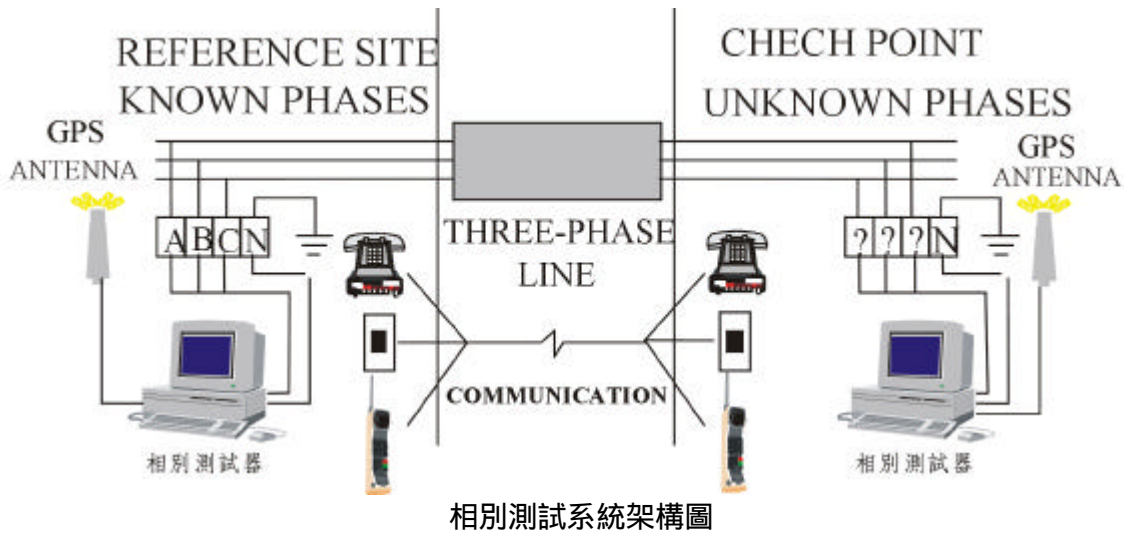 REFERENCE SITE
KNOWN PHASES
CHECH POINT
UNKNOWN PHASES
GPS
ANTENNA
GPS
ANTENNA
A B C N
? ? ? N
THREE-PHASE
LINE
COMMUNICATION
相別測試器
相別測試器
相別測試系統架構圖